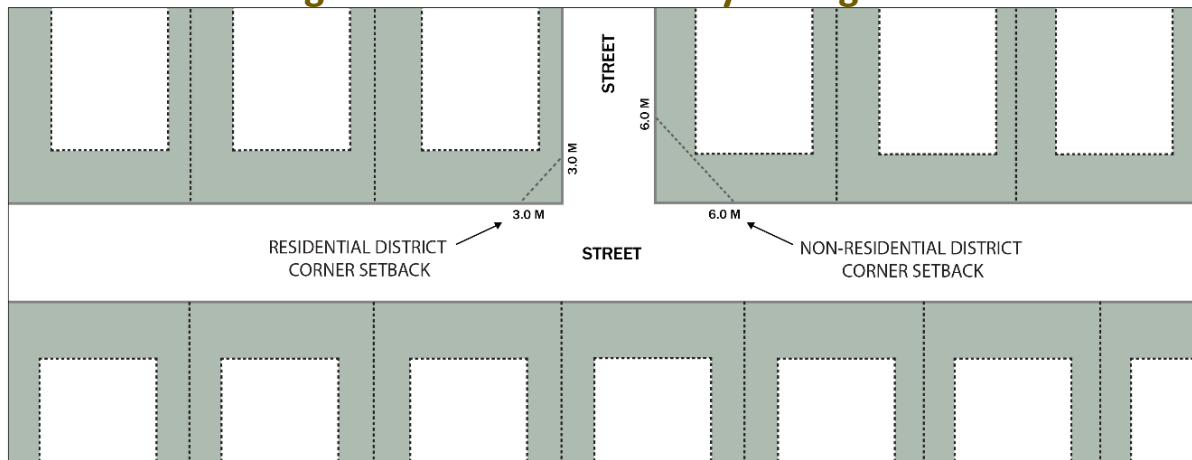 STREET
6.0 M
3.0 M
3.0 M
6.0 M
RESIDENTIAL DISTRICT
CORNER SETBACK
STREET
NON-RESIDENTIAL DISTRICT
CORNER SETBACK